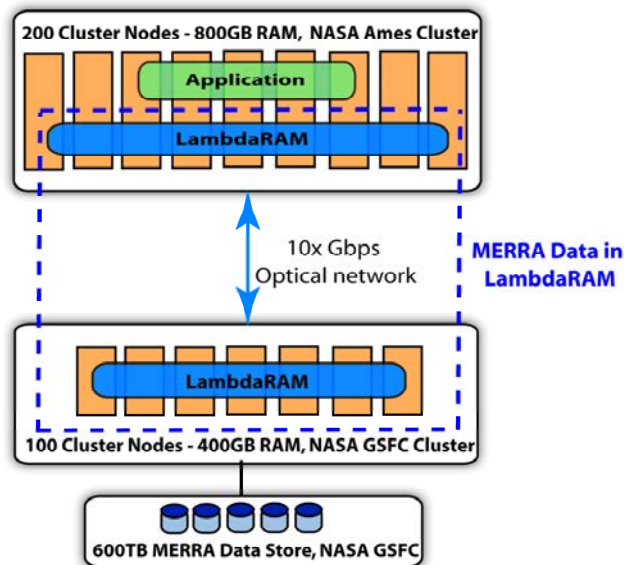 200 Cluster Nodes - 800GB RAM, NASA Ames Cluster
Application
LambdaRAM
10x Gbps
Optical network
MERRA Data in
LambdaRAM
LambdaRAM
100 Cluster Nodes - 400GB RAM, NASA GSFC Cluster
600TB MERRA Data Store, NASA GSFC